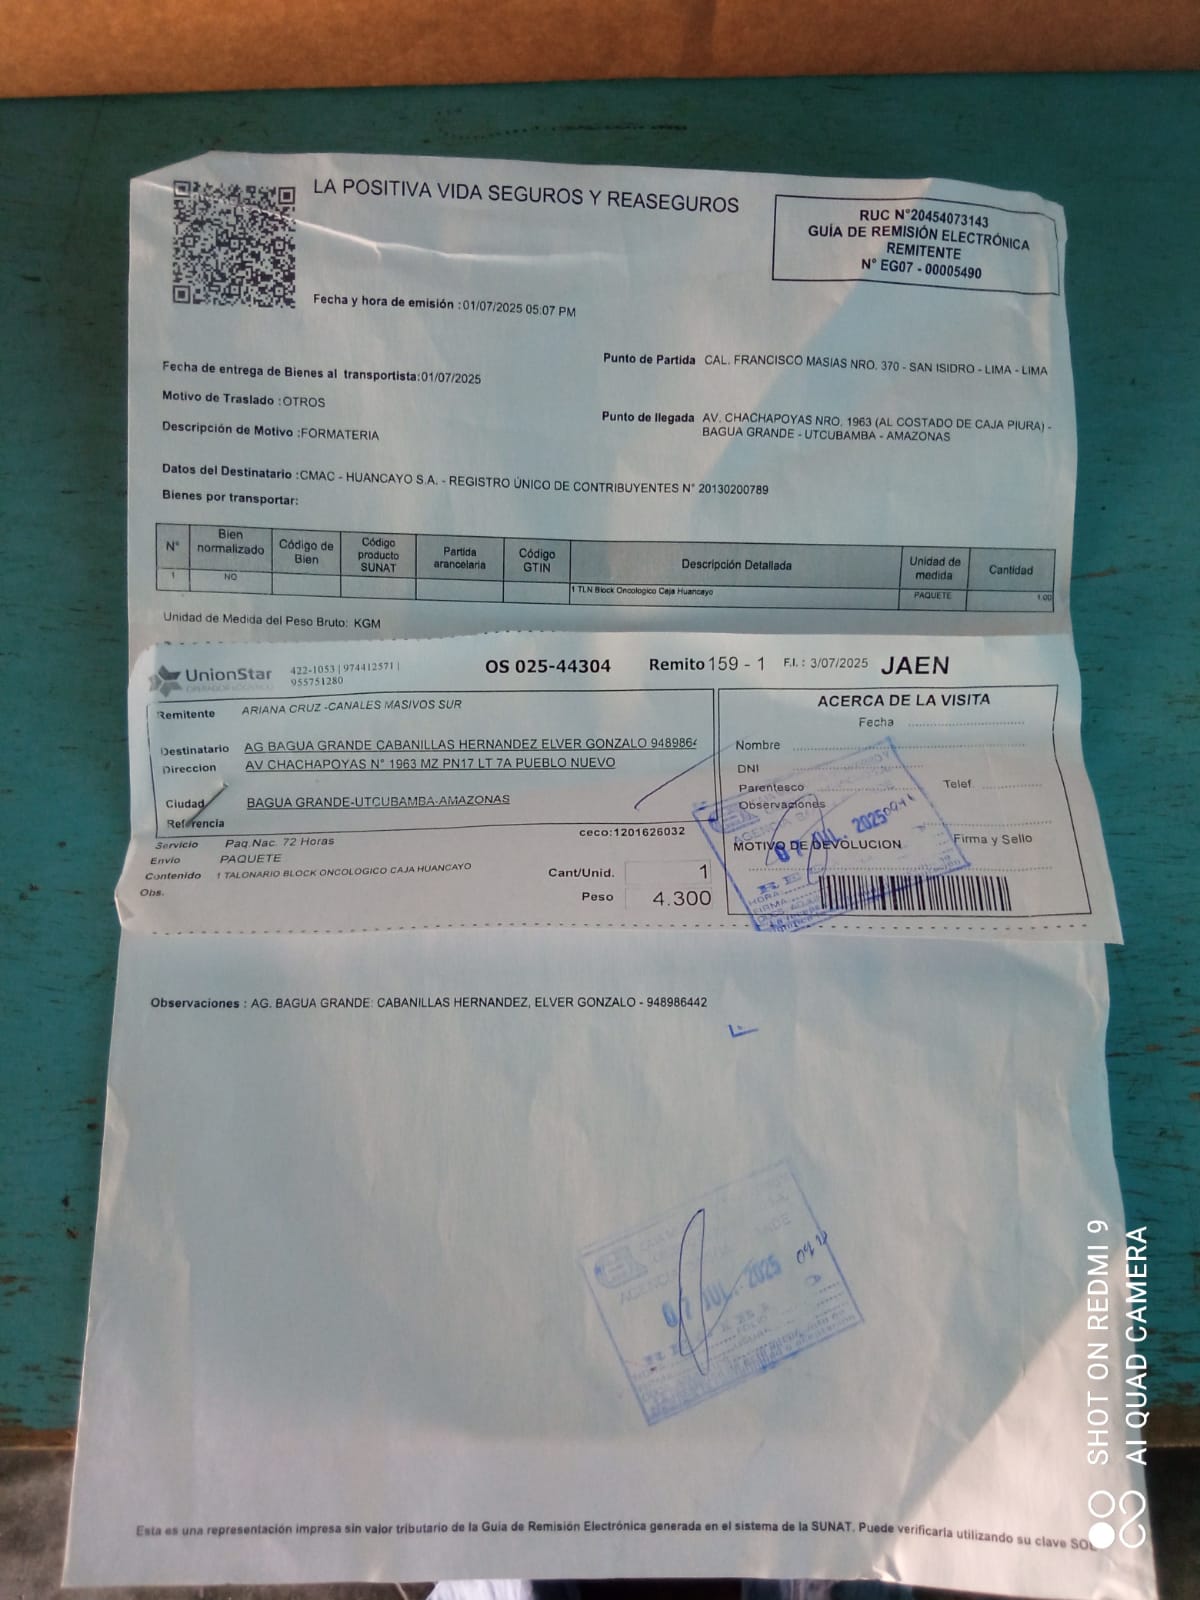 LA POSITIVA VIDA SEGUROS Y REASEGUROS
RUC N°20454073143
GUÍA DE REMISIÓN ELECTRÓNICA
REMITENTE
N° EG07 - 00005490
Fecha y hora de emisión : 01/07/2025 05:07 PM
Fecha de entrega de Bienes al transportista:01/07/2025
Motivo de Traslado :OTROS
Descripción de Motivo :FORMATERIA
Punto de Partida CAL. FRANCISCO MASIAS NRO. 370 - SAN ISIDRO - LIMA - LIMA
Punto de llegada AV. CHACHAPOYAS NRO. 1963 (AL COSTADO DE CAJA PIURA) -
BAGUA GRANDE - UTCUBAMBA - AMAZONAS
Datos del Destinatario :CMAC - HUANCAYO S.A. - REGISTRO ÚNICO DE CONTRIBUYENTES N° 20130200789
Bienes por transportar:
N° Bien normalizado Código de Bien Código producto SUNAT Partida arancelaria Código GTIN Descripción Detallada Unidad de medida Cantidad
1 NO 1 TLN Block Oncologico Caja Huancayo PAQUETE 1.00
Unidad de Medida del Peso Bruto: KGM
UnionStar 422-1053 | 974412571 |
OPERADOR LOGISTICO 955751280
OS 025-44304 Remito 159 - 1 F.I. : 3/07/2025 JAEN
Remitente ARIANA CRUZ -CANALES MASIVOS SUR
Destinatario AG BAGUA GRANDE CABANILLAS HERNANDEZ ELVER GONZALO 948986
Direccion AV CHACHAPOYAS N° 1963 MZ PN17 LT 7A PUEBLO NUEVO
Ciudad BAGUA GRANDE-UTCUBAMBA-AMAZONAS
Referencia
ceco:1201626032
Servicio Paq.Nac. 72 Horas
Envio PAQUETE
Contenido 1 TALONARIO BLOCK ONCOLOGICO CAJA HUANCAYO
Obs.
Cant/Unid. 1
Peso 4.300
ACERCA DE LA VISITA
Fecha
Nombre
DNI
Parentesco Telef.
Observaciones
MOTIVO DE DEVOLUCION Firma y Sello
07 JUL. 2025
HORA
FIRMA
Observaciones : AG. BAGUA GRANDE: CABANILLAS HERNANDEZ, ELVER GONZALO - 948986442
07 JUL. 2025
Esta es una representación impresa sin valor tributario de la Guía de Remisión Electrónica generada en el sistema de la SUNAT. Puede verificarla utilizando su clave SOL
SHOT ON REDMI 9
AI QUAD CAMERA